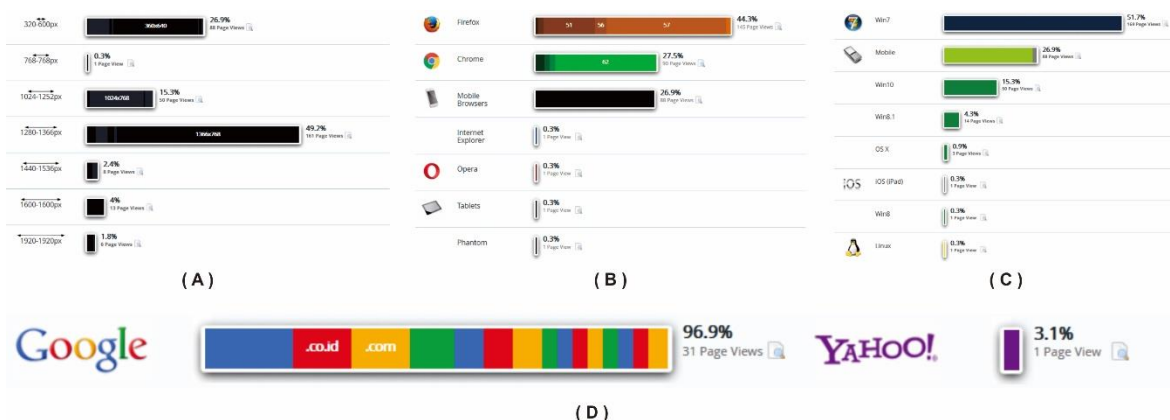 320-600px
360x640
26.9%
88 Page Views
768-768px
0.3%
1 Page View
1024-1252px
1024x768
15.3%
50 Page Views
1280-1366px
1366x768
49.2%
161 Page Views
1440-1536px
2.4%
8 Page Views
1600-1600px
4%
13 Page Views
1920-1920px
1.8%
6 Page Views
( A )
Firefox
51 56 57
44.3%
145 Page Views
Chrome
62
27.5%
90 Page Views
Mobile
Browsers
26.9%
88 Page Views
Internet
Explorer
0.3%
1 Page View
Opera
0.3%
1 Page View
Tablets
0.3%
1 Page View
Phantom
0.3%
1 Page View
( B )
Win7
51.7%
169 Page Views
Mobile
26.9%
88 Page Views
Win10
15.3%
50 Page Views
Win8.1
4.3%
14 Page Views
OS X
0.9%
3 Page Views
iOS
iOS (iPad)
0.3%
1 Page View
Win8
0.3%
1 Page View
Linux
0.3%
1 Page View
( C )
Google
.co.id .com
96.9%
31 Page Views
YAHOO!
3.1%
1 Page View
( D )